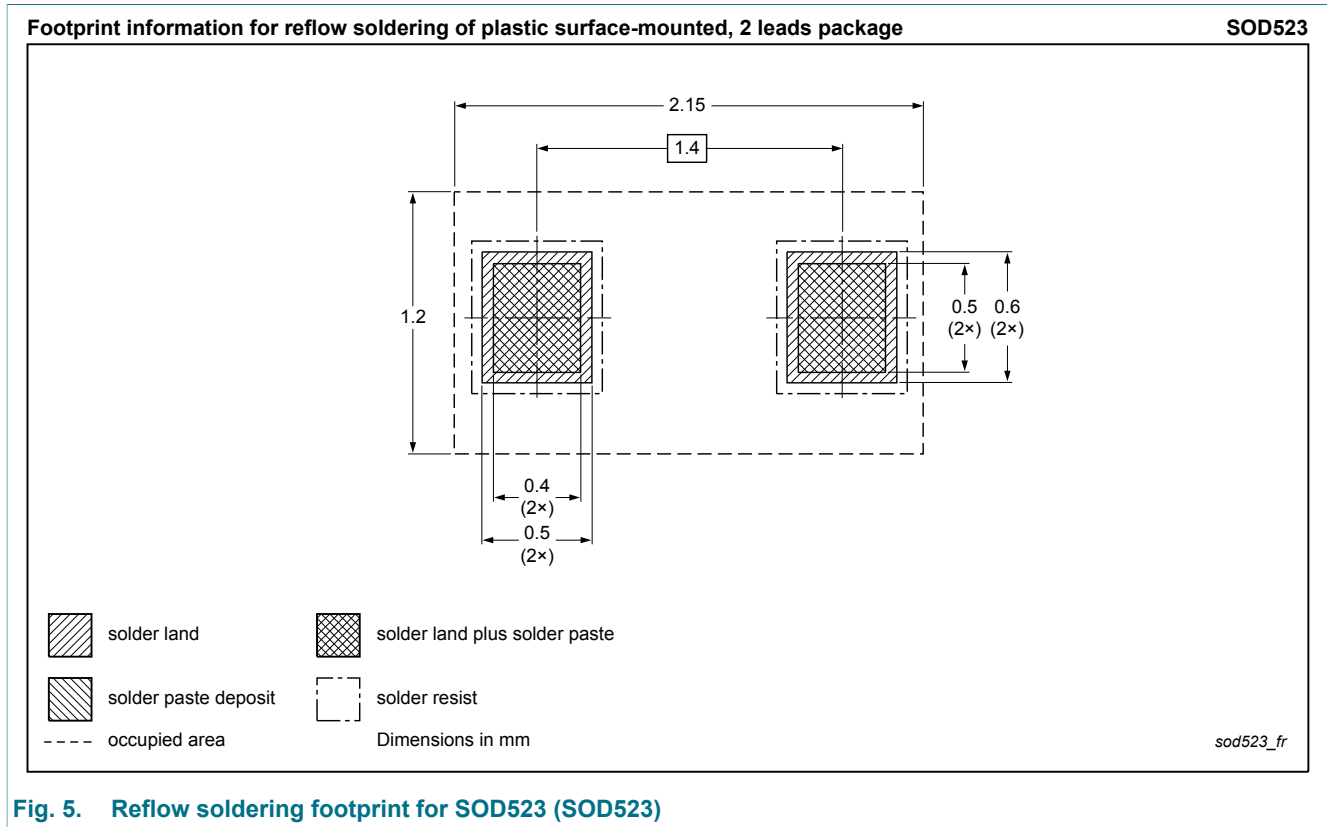 Footprint information for reflow soldering of plastic surface-mounted, 2 leads package SOD523
2.15
1.4
1.2
0.5 0.6
(2×) (2×)
0.4
(2×)
0.5
(2×)
solder land solder land plus solder paste
solder paste deposit solder resist
occupied area Dimensions in mm sod523_fr
Fig. 5. Reflow soldering footprint for SOD523 (SOD523)